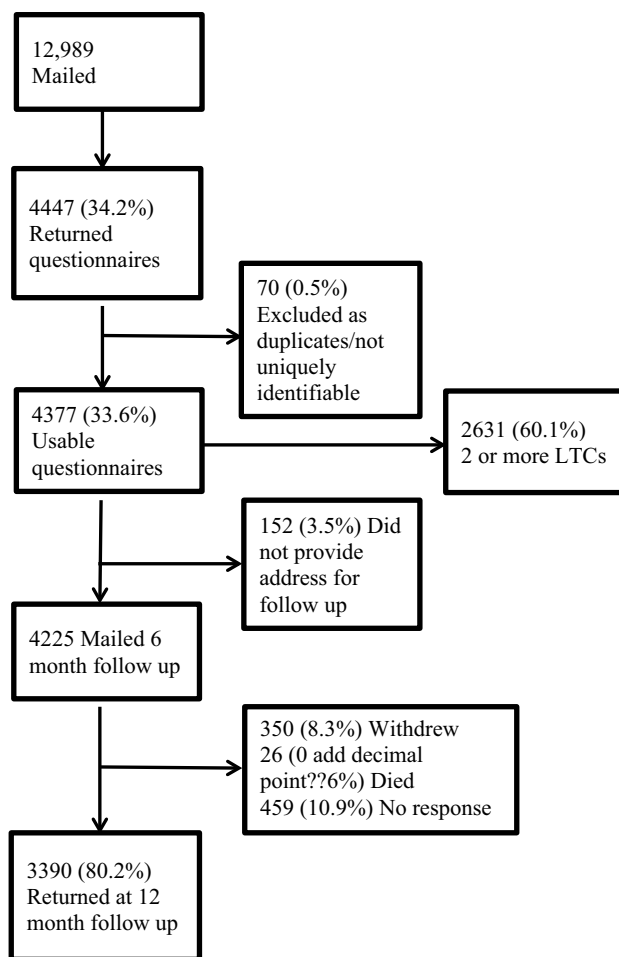 12,989
Mailed
4447 (34.2%)
Returned
questionnaires
70 (0.5%)
Excluded as
duplicates/not
uniquely
identifiable
4377 (33.6%)
Usable
questionnaires
2631 (60.1%)
2 or more LTCs
152 (3.5%) Did
not provide
address for
follow up
4225 Mailed 6
month follow up
350 (8.3%) Withdrew
26 (0 add decimal
point??6%) Died
459 (10.9%) No response
3390 (80.2%)
Returned at 12
month follow up